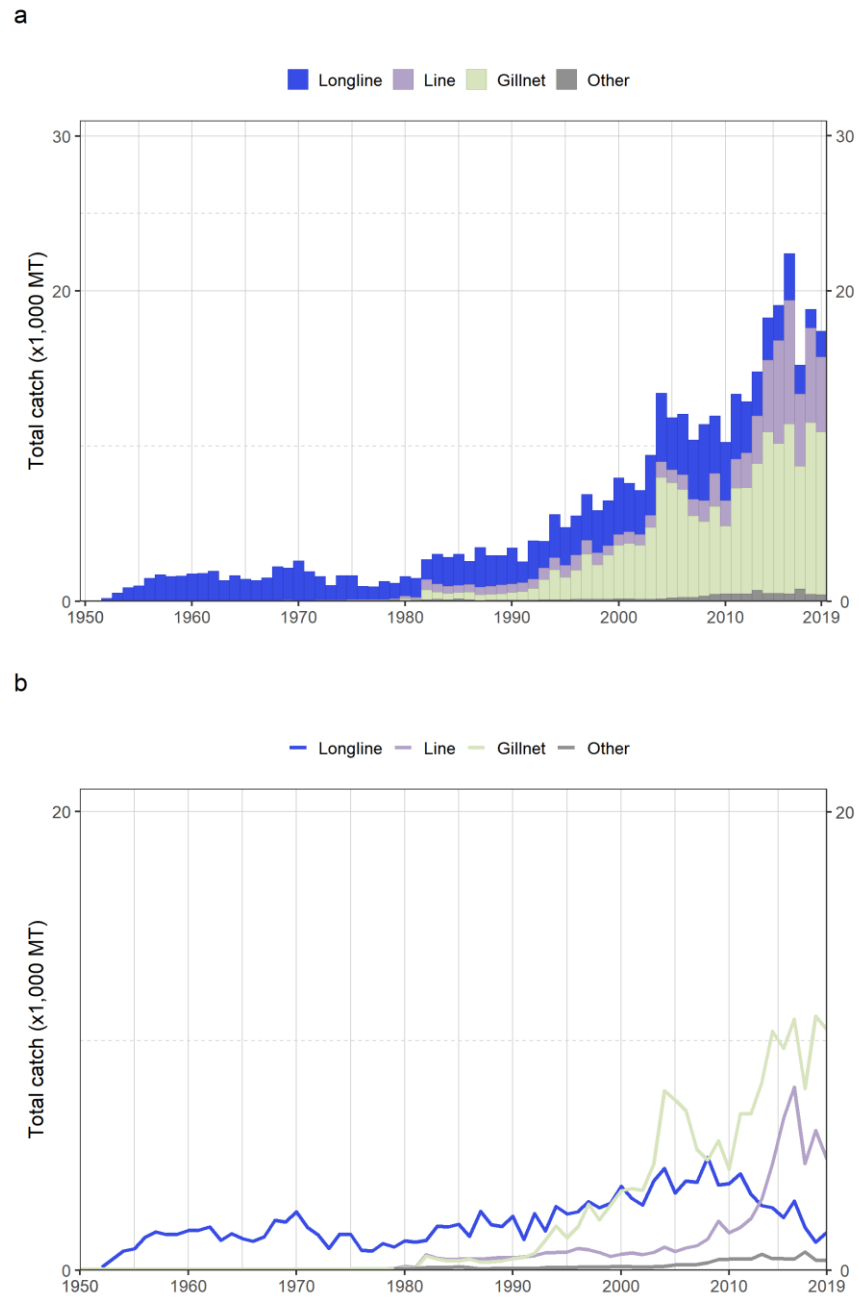 a
Longline Line Gillnet Other
Total catch (x1,000 MT)
30 30
20 20
0 0
1950 1960 1970 1980 1990 2000 2010 2019
b
Longline Line Gillnet Other
Total catch (x1,000 MT)
20 20
0 0
1950 1960 1970 1980 1990 2000 2010 2019